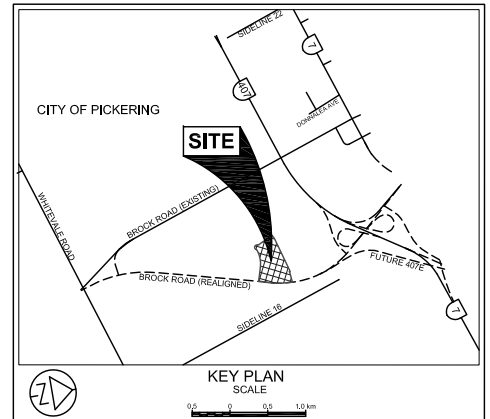 SIDELINE 22
7
407
DONNALEA AVE
CITY OF PICKERING
SITE
WHITEVALE ROAD
BROCK ROAD (EXISTING)
BROCK ROAD (REALIGNED)
FUTURE 407E
SIDELINE 16
7
KEY PLAN
SCALE
Z
0.5 0 0.5 1.0 km